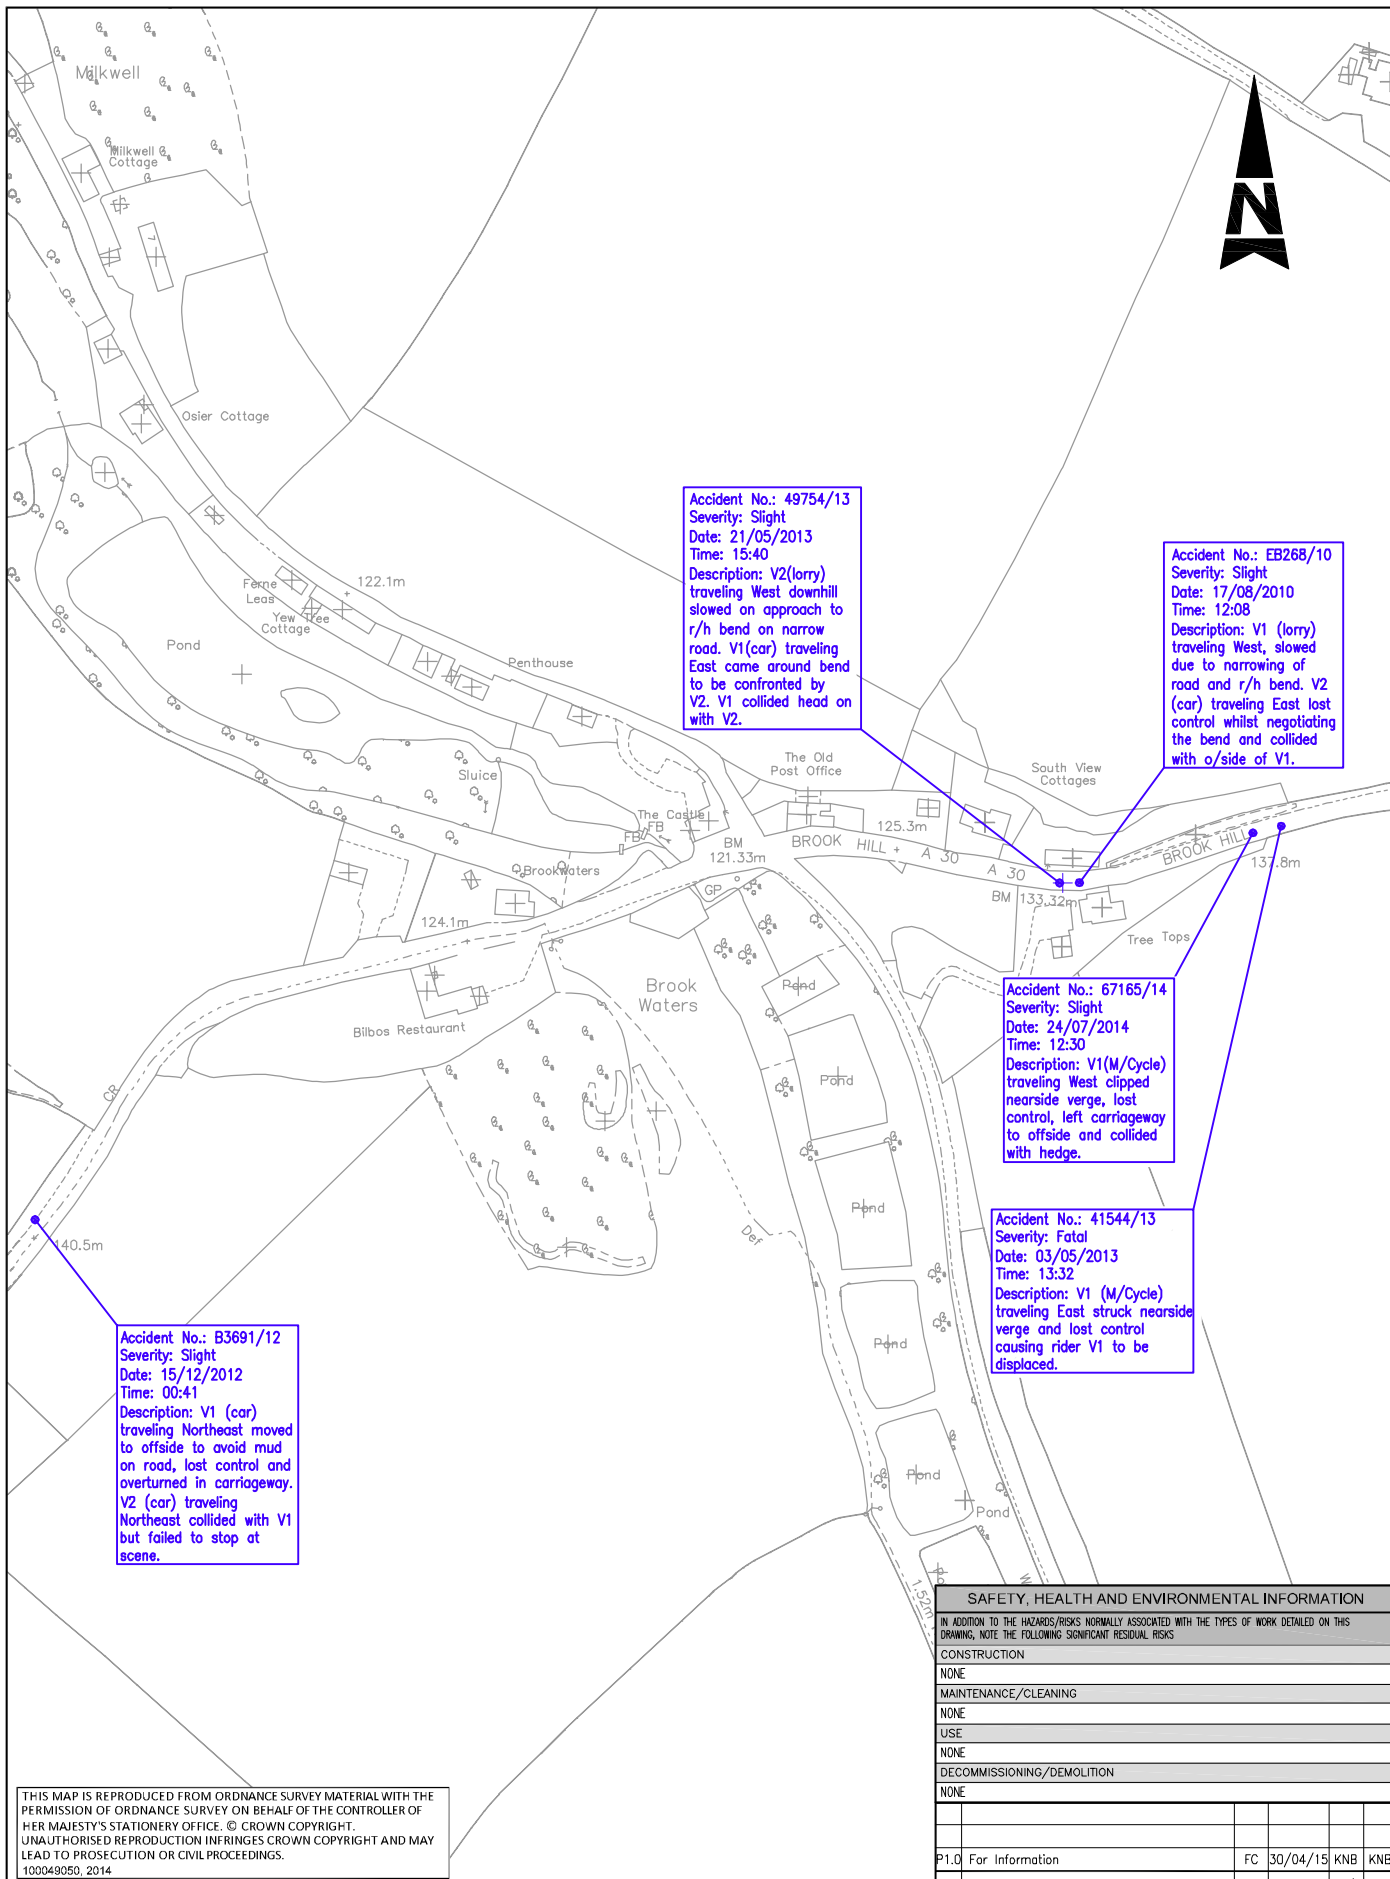 Milkwell
Milkwell
Cottage
Osier Cottage
122.1m
Ferne
Leas
Yew Tree
Cottage
Pond
Penthouse
Sluice
The Castle
FB
FB
BM
121.33m
The Old
Post Office
BROOK HILL + A 30
125.3m
A 30
South View
Cottages
BROOK HILL
137.8m
BM 133.32m
Tree Tops
Brookwaters
GP
124.1m
Bilbos Restaurant
Brook
Waters
CR
140.5m
Def
Pond
Pond
Pond
Pond
Pond
Pond
1.52m
W
N
Accident No.: 49754/13
Severity: Slight
Date: 21/05/2013
Time: 15:40
Description: V2(lorry)
traveling West downhill
slowed on approach to
r/h bend on narrow
road. V1(car) traveling
East came around bend
to be confronted by
V2. V1 collided head on
with V2.
Accident No.: EB268/10
Severity: Slight
Date: 17/08/2010
Time: 12:08
Description: V1 (lorry)
traveling West, slowed
due to narrowing of
road and r/h bend. V2
(car) traveling East lost
control whilst negotiating
the bend and collided
with o/side of V1.
Accident No.: 67165/14
Severity: Slight
Date: 24/07/2014
Time: 12:30
Description: V1(M/Cycle)
traveling West clipped
nearside verge, lost
control, left carriageway
to offside and collided
with hedge.
Accident No.: 41544/13
Severity: Fatal
Date: 03/05/2013
Time: 13:32
Description: V1 (M/Cycle)
traveling East struck nearside
verge and lost control
causing rider V1 to be
displaced.
Accident No.: B3691/12
Severity: Slight
Date: 15/12/2012
Time: 00:41
Description: V1 (car)
traveling Northeast moved
to offside to avoid mud
on road, lost control and
overturned in carriageway.
V2 (car) traveling
Northeast collided with V1
but failed to stop at
scene.
SAFETY, HEALTH AND ENVIRONMENTAL INFORMATION
IN ADDITION TO THE HAZARDS/RISKS NORMALLY ASSOCIATED WITH THE TYPES OF WORK DETAILED ON THIS
DRAWING, NOTE THE FOLLOWING SIGNIFICANT RESIDUAL RISKS
CONSTRUCTION
NONE
MAINTENANCE/CLEANING
NONE
USE
NONE
DECOMMISSIONING/DEMOLITION
NONE
P1.0 For Information FC 30/04/15 KNB KNB
THIS MAP IS REPRODUCED FROM ORDNANCE SURVEY MATERIAL WITH THE
PERMISSION OF ORDNANCE SURVEY ON BEHALF OF THE CONTROLLER OF
HER MAJESTY'S STATIONERY OFFICE. © CROWN COPYRIGHT.
UNAUTHORISED REPRODUCTION INFRINGES CROWN COPYRIGHT AND MAY
LEAD TO PROSECUTION OR CIVIL PROCEEDINGS.
100049050, 2014